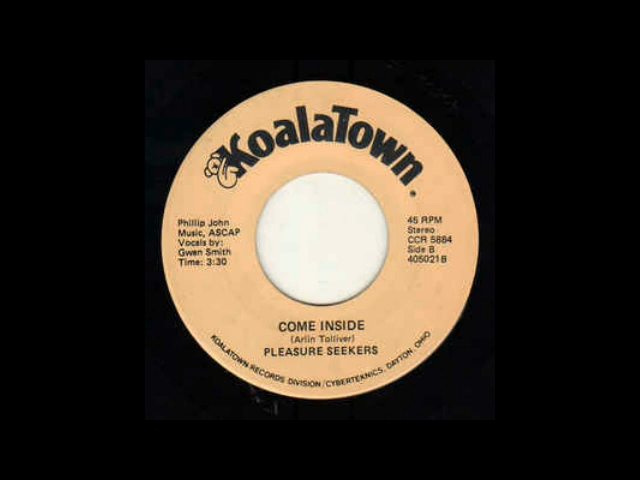 KoalaTown.
Phillip John
Music, ASCAP
Vocals by:
Gwen Smith
Time: 3:30
45 RPM
Stereo
CCR 5884
Side B
405021B
COME INSIDE
(Arlin Tolliver)
PLEASURE SEEKERS
KOALATOWN RECORDS DIVISION/CYBERTEKNICS, DAYTON, OHIO